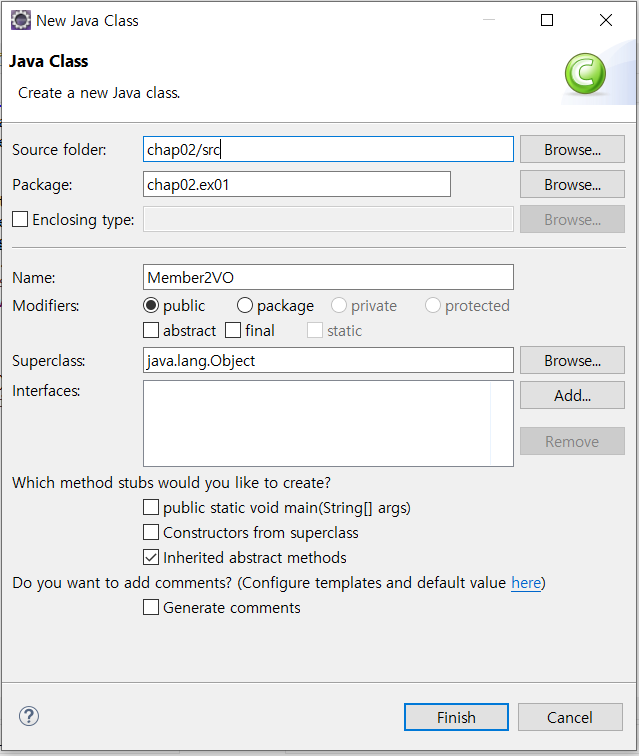 New Java Class
Java Class
Create a new Java class.
Source folder: chap02/src Browse...
Package: chap02.ex01 Browse...
Enclosing type: Browse...
Name: Member2VO
Modifiers: public package private protected
abstract final static
Superclass: java.lang.Object Browse...
Interfaces: Add...
Remove
Which method stubs would you like to create?
public static void main(String[] args)
Constructors from superclass
Inherited abstract methods
Do you want to add comments? (Configure templates and default value here)
Generate comments
Finish Cancel